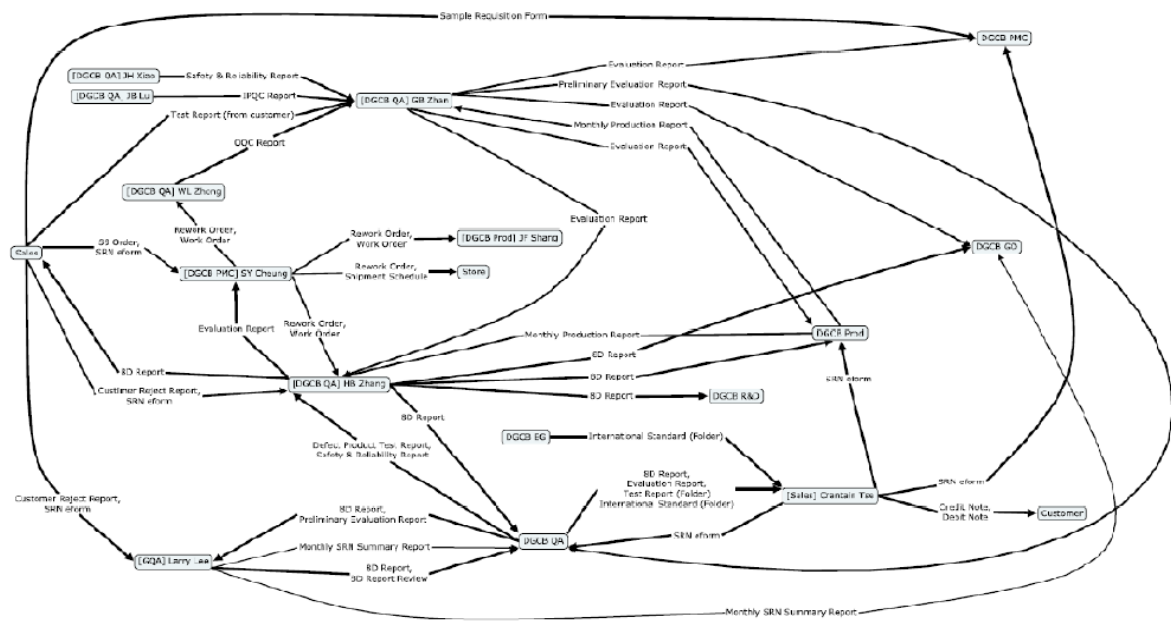 Sample Requisition Form
DGCB PMC
Evaluation Report
[DGCB QA] JH Xiao
Safety & Reliability Report
Preliminary Evaluation Report
[DGCB QA] JB Lu
IPQC Report
[DGCB QA] GB Zhan
Evaluation Report
Test Report (from customer)
Monthly Production Report
OQC Report
Evaluation Report
[DGCB QA] WL Zhong
Evaluation Report
Rework Order,
Work Order
Rework Order,
Work Order
[DGCB Prod] JF Shang
Sales
SRN eform
DGCB GD
[DGCB PMC] SY Cheung
Rework Order,
Shipment Schedule
Store
Evaluation Report
Rework Order,
Work Order
Monthly Production Report
DGCB Prod
8D Report
8D Report
8D Report
SRN eform
[DGCB QA] HB Zhang
Customer Reject Report,
SRN eform
8D Report
DGCB R&D
8D Report
Defect, Product Test Report,
Safety & Reliability Report
DGCB EG
International Standard (Folder)
8D Report,
Evaluation Report,
Test Report (Folder)
International Standard (Folder)
[Sales] Crantain Tee
SRN eform
Customer Reject Report,
SRN eform
Credit Note,
Debit Note
Customer
8D Report,
Preliminary Evaluation Report
SRN eform
DGCB QA
Monthly SRN Summary Report
[GQA] Larry Lee
8D Report,
8D Report Review
Monthly SRN Summary Report